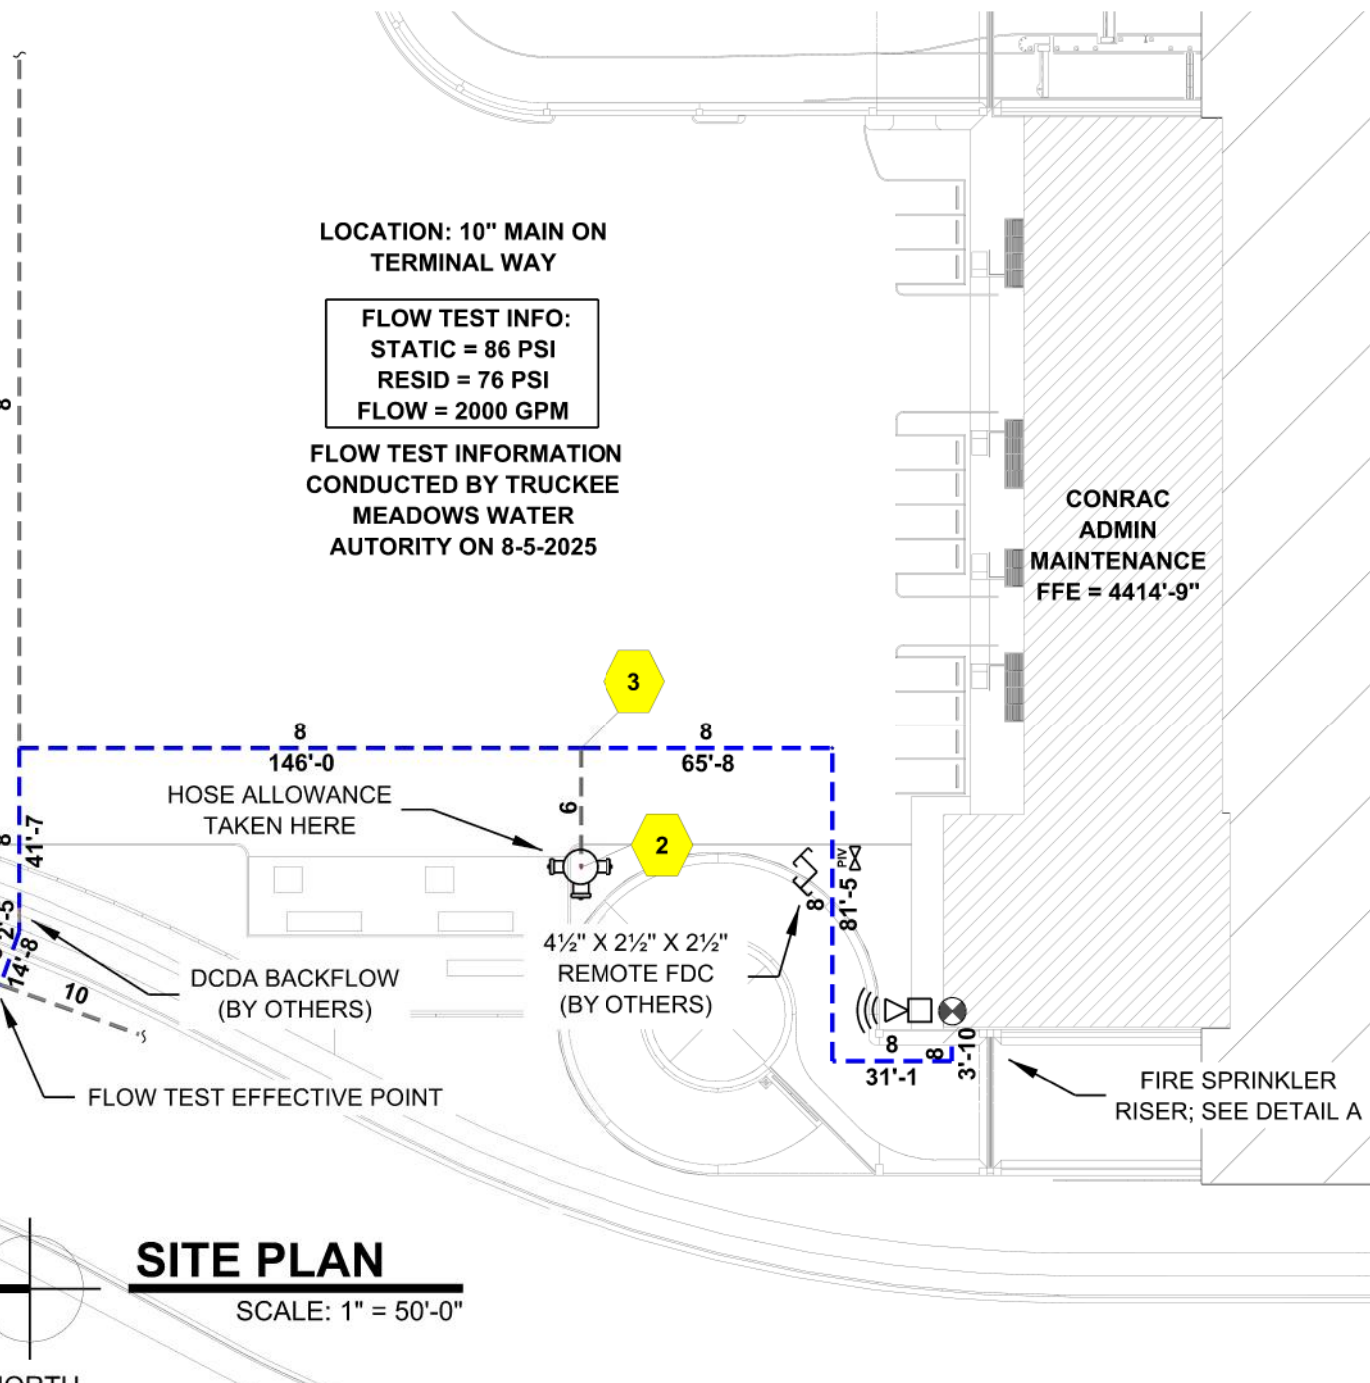 LOCATION: 10" MAIN ON
TERMINAL WAY
FLOW TEST INFO:
STATIC = 86 PSI
RESID = 76 PSI
FLOW = 2000 GPM
8
FLOW TEST INFORMATION
CONDUCTED BY TRUCKEE
MEADOWS WATER
AUTORITY ON 8-5-2025
CONRAC
ADMIN
MAINTENANCE
FFE = 4414'-9"
3
8
146'-0
8
65'-8
HOSE ALLOWANCE
TAKEN HERE
6
2
8
41'-7
PIV
8
81'-5
14'-8
10
DCDA BACKFLOW
(BY OTHERS)
4½" X 2½" X 2½"
REMOTE FDC
(BY OTHERS)
8
31'-1
8
3'-10
FLOW TEST EFFECTIVE POINT
FIRE SPRINKLER
RISER; SEE DETAIL A
SITE PLAN
SCALE: 1" = 50'-0"